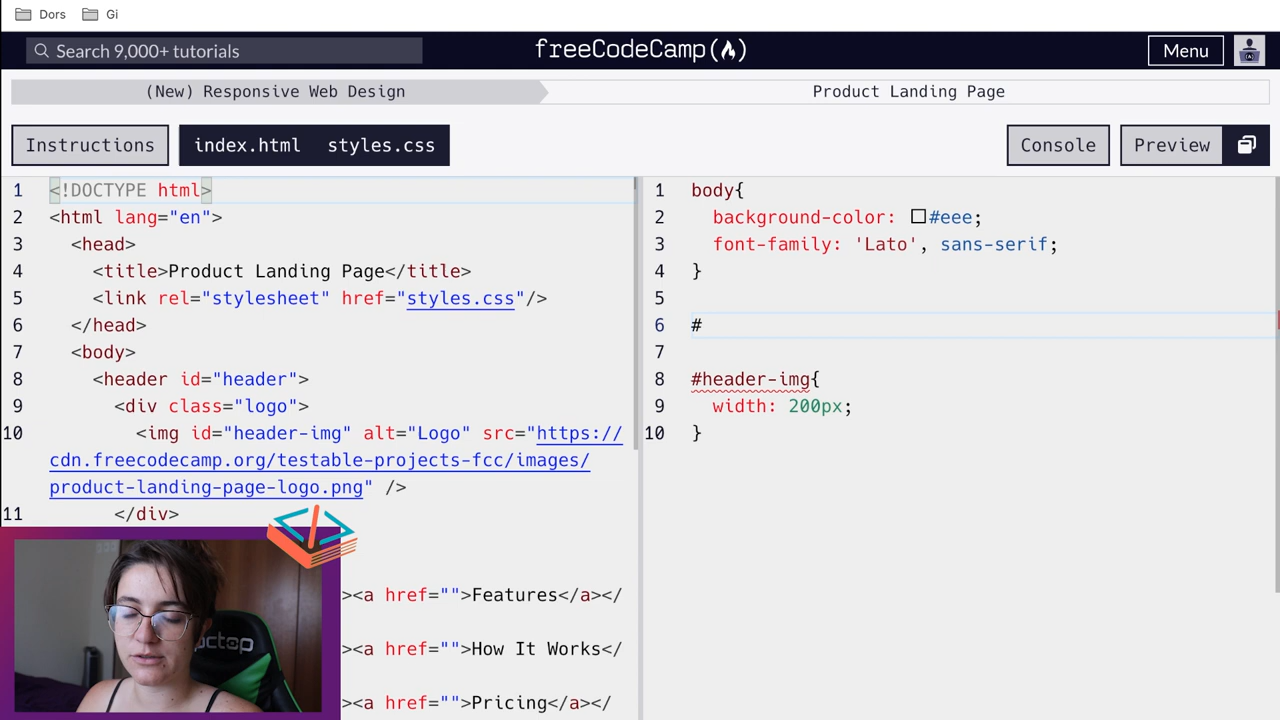 Dors Gi
Search 9,000+ tutorials
freeCodeCamp
Menu
(New) Responsive Web Design
Product Landing Page
Instructions
index.html styles.css
Console
Preview
1 <!DOCTYPE html>
2 <html lang="en">
3 <head>
4 <title>Product Landing Page</title>
5 <link rel="stylesheet" href="styles.css"/>
6 </head>
7 <body>
8 <header id="header">
9 <div class="logo">
10 <img id="header-img" alt="Logo" src="https://
cdn.freecodecamp.org/testable-projects-fcc/images/
product-landing-page-logo.png" />
11 </div>
><a href="">Features</a></
><a href="">How It Works</
><a href="">Pricing</a></
1 body{
2 background-color: #eee;
3 font-family: 'Lato', sans-serif;
4 }
5
6 #
7
8 #header-img{
9 width: 200px;
10 }